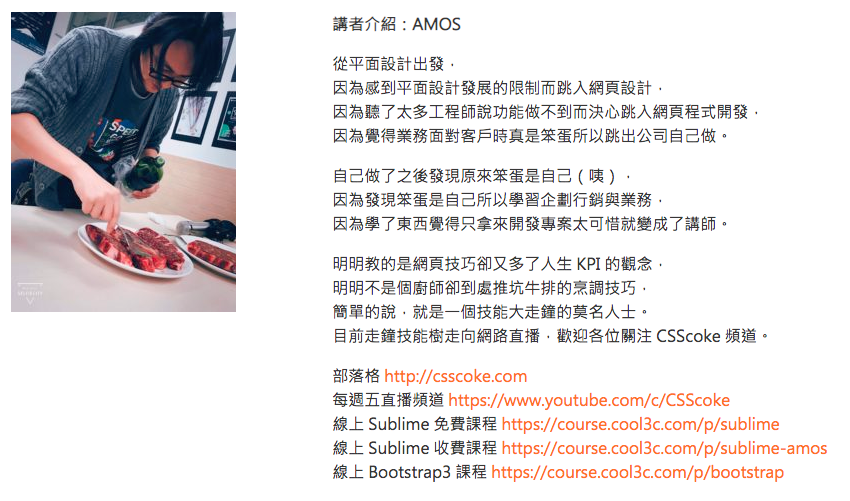 講者介紹：AMOS
從平面設計出發，
因為感到平面設計發展的限制而跳入網頁設計，
因為聽了太多工程師說功能做不到而決心跳入網頁程式開發，
因為覺得業務面對客戶時真是笨蛋所以跳出公司自己做。
自己做了之後發現原來笨蛋是自己（咦），
因為發現笨蛋是自己所以學習企劃行銷與業務，
因為學了東西覺得只拿來開發專案太可惜就變成了講師。
明明教的是網頁技巧卻又多了人生 KPI 的觀念，
明明不是個廚師卻到處推坑牛排的烹調技巧，
簡單的說，就是一個技能大走鐘的莫名人士。
目前走鐘技能樹走向網路直播，歡迎各位關注 CSScoke 頻道。
部落格 http://csscoke.com
每週五直播頻道 https://www.youtube.com/c/CSScoke
線上 Sublime 免費課程 https://course.cool3c.com/p/sublime
線上 Sublime 收費課程 https://course.cool3c.com/p/sublime-amos
線上 Bootstrap3 課程 https://course.cool3c.com/p/bootstrap